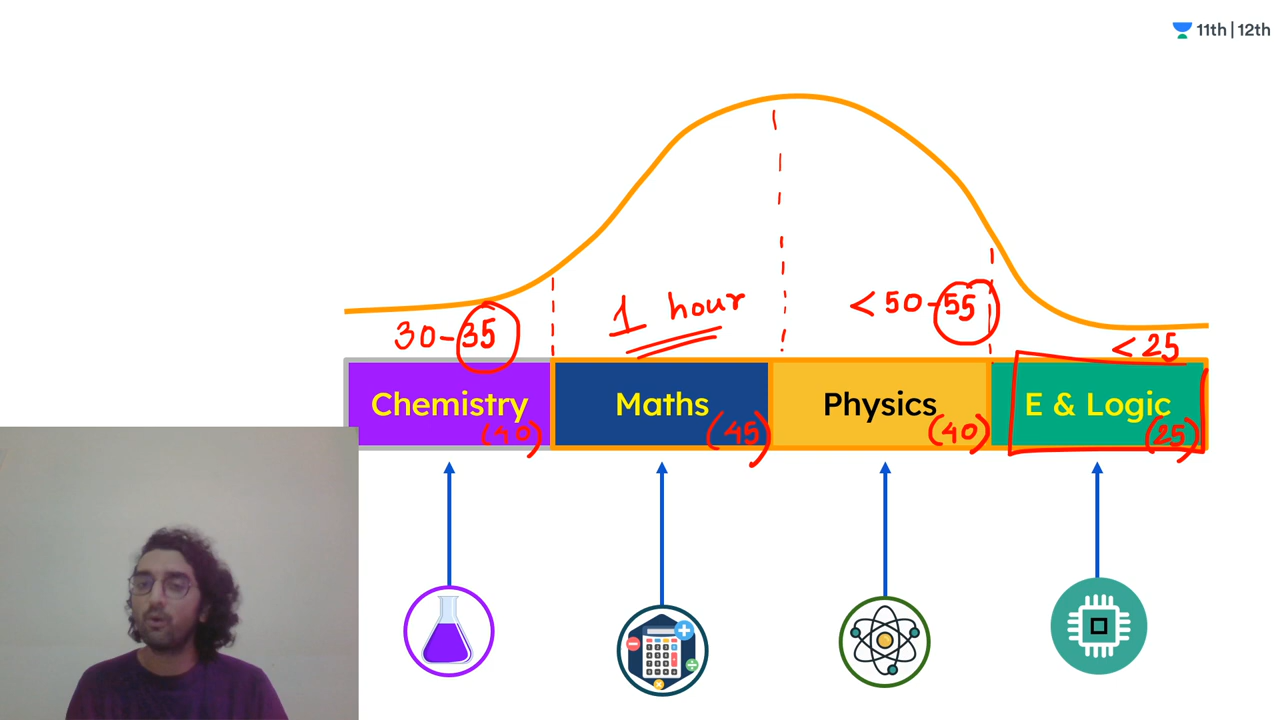 11th | 12th
30-35
1 hour
< 50-55
< 25
Chemistry
(40)
Maths
(45)
Physics
(40)
E & Logic
(25)